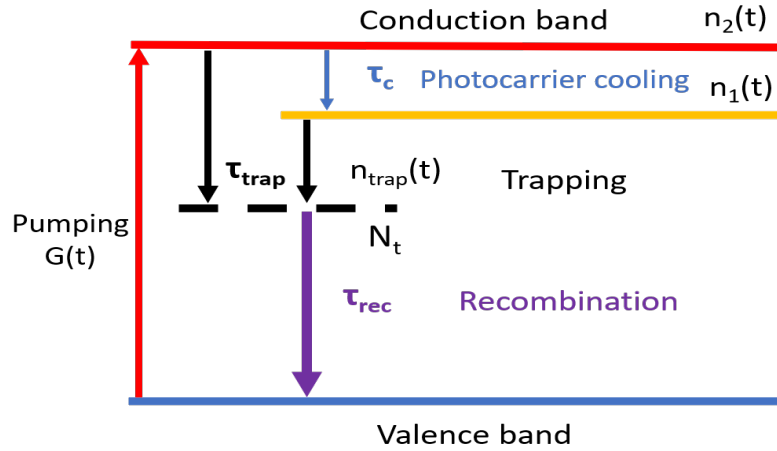 Conduction band n₂(t)
τc Photocarrier cooling n₁(t)
τtrap ntrap(t) Trapping
Pumping
G(t)
Nt
τrec Recombination
Valence band